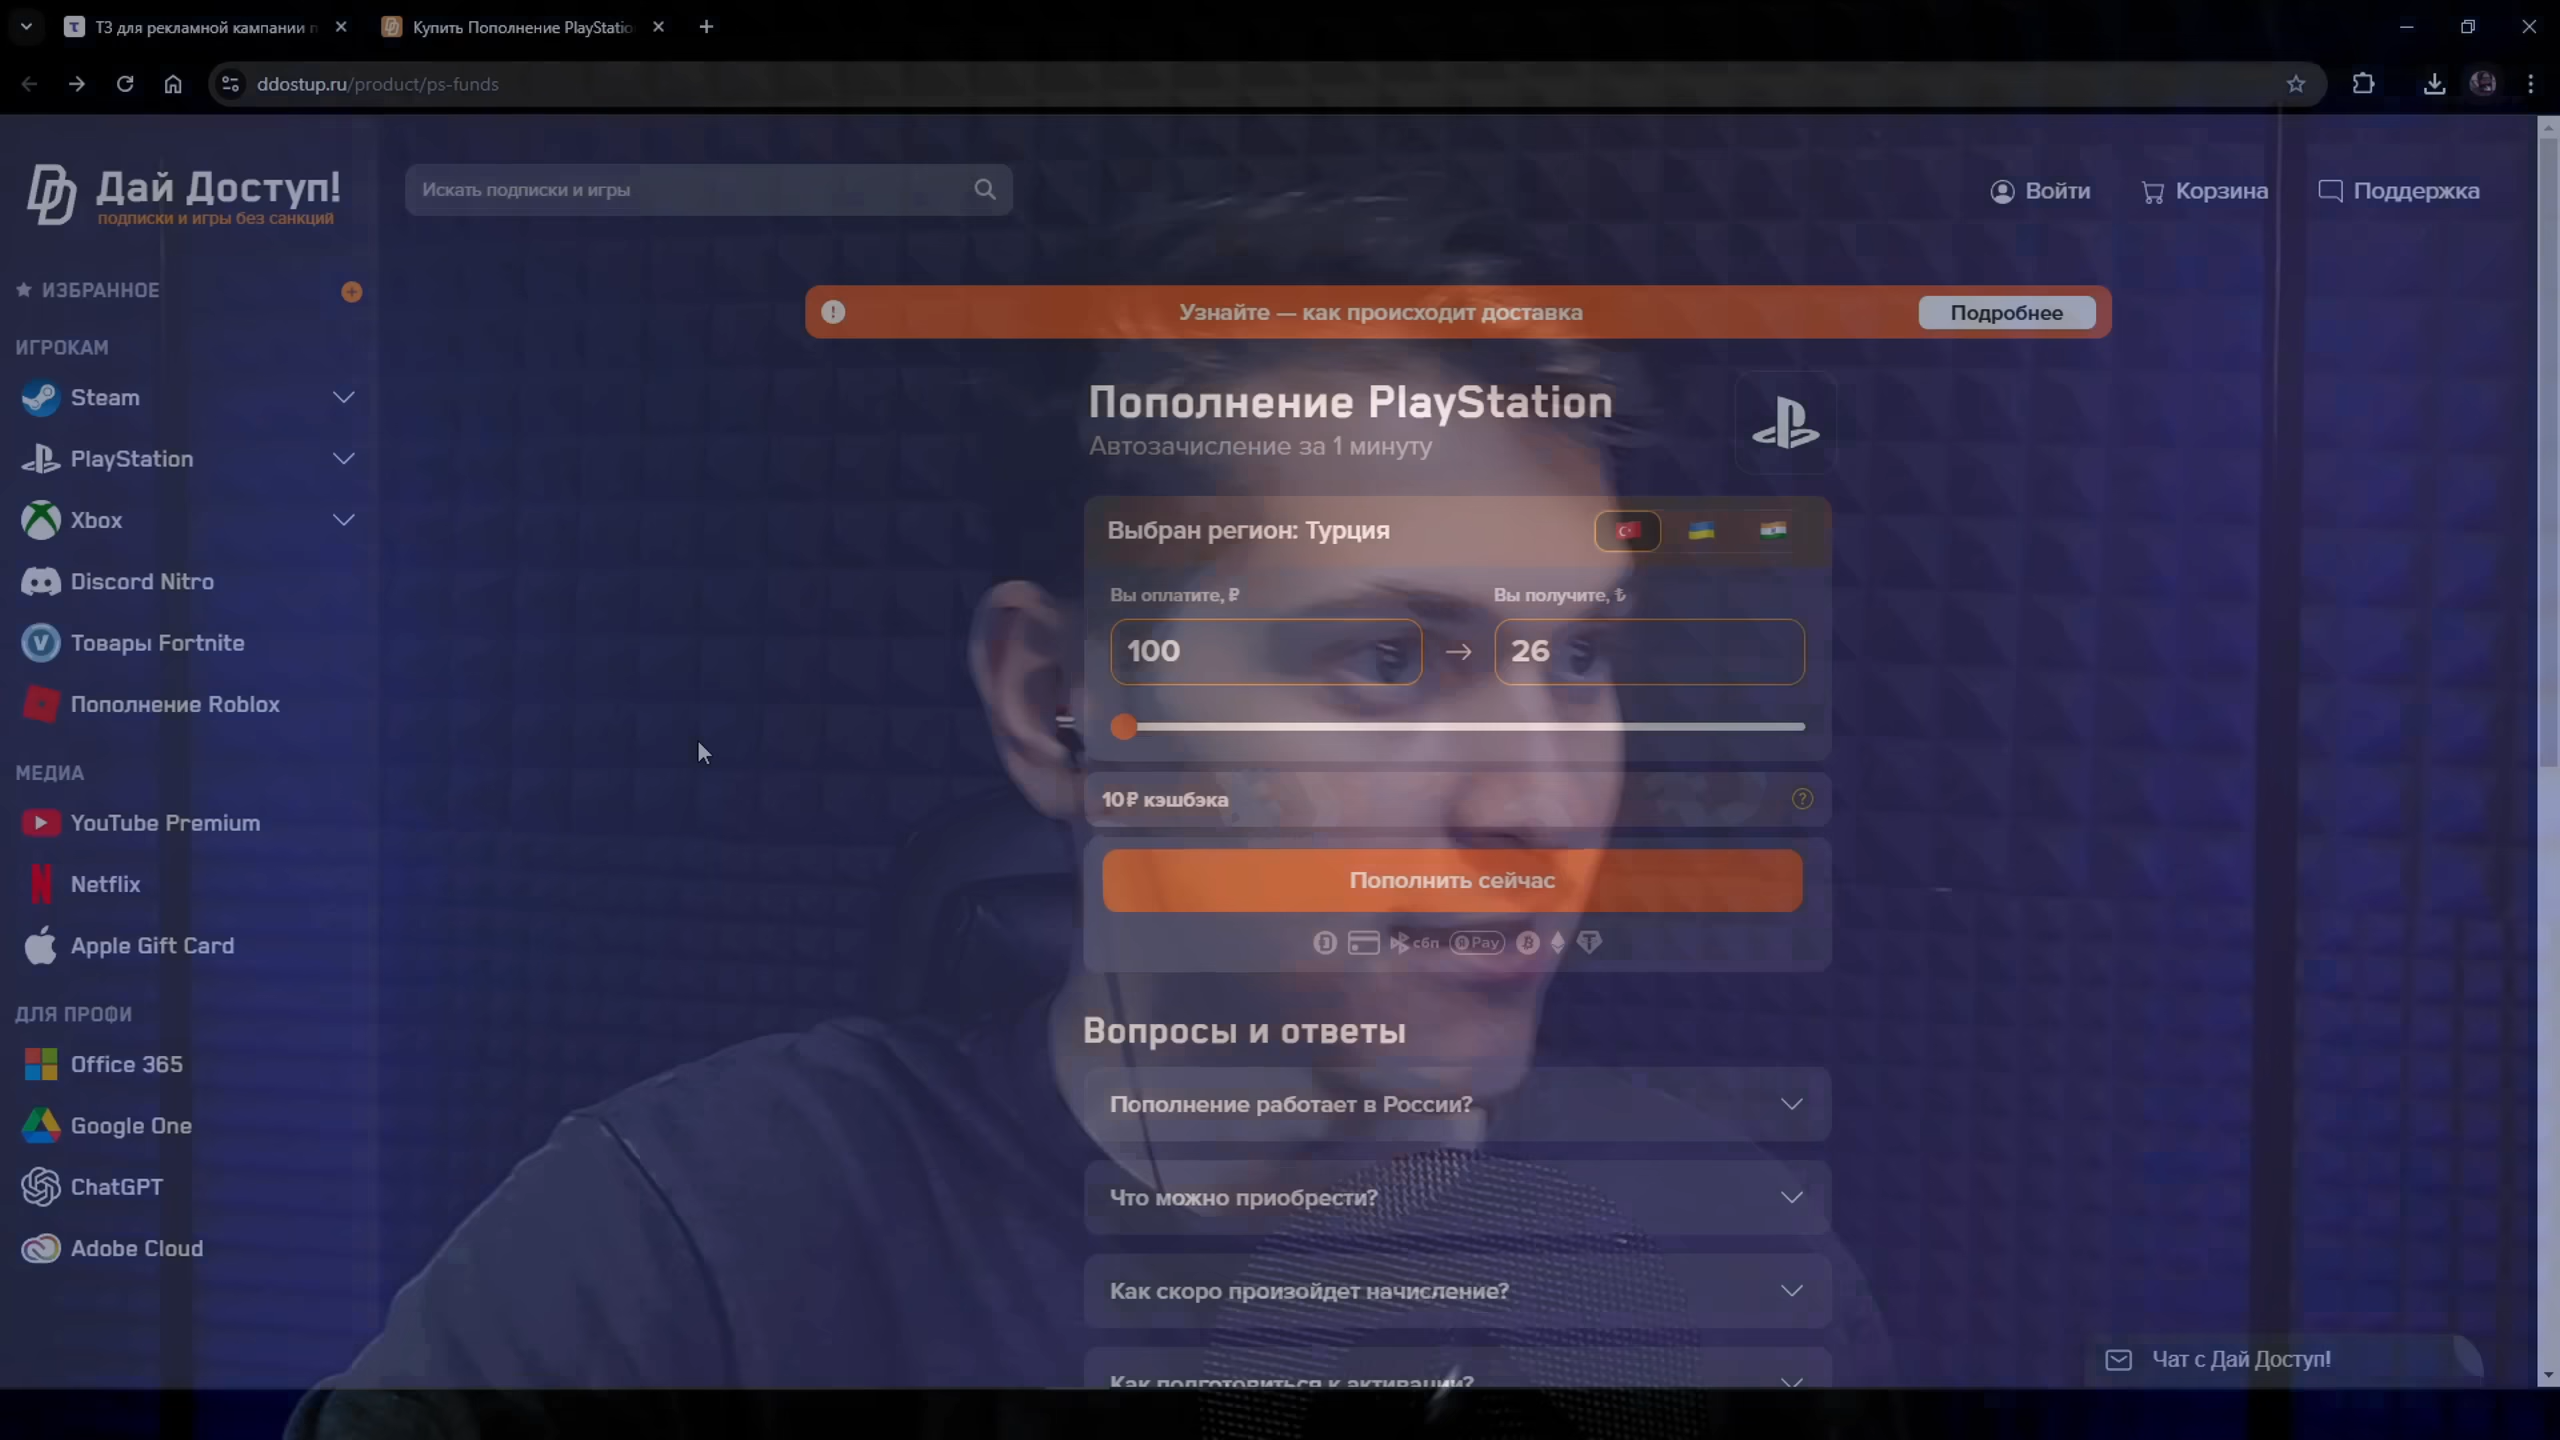 ТЗ для рекламной кампании п
Купить Пополнение PlayStatio
ddostup.ru/product/ps-funds
Дай Доступ!
подписки и игры без санкций
Искать подписки и игры
Войти
Корзина
Поддержка
ИЗБРАННОЕ
ИГРОКАМ
Steam
PlayStation
Xbox
Discord Nitro
Товары Fortnite
Пополнение Roblox
МЕДИА
YouTube Premium
Netflix
Apple Gift Card
ДЛЯ ПРОФИ
Office 365
Google One
ChatGPT
Adobe Cloud
Узнайте — как происходит доставка
Подробнее
Пополнение PlayStation
Автозачисление за 1 минуту
Выбран регион: Турция
Вы оплатите, ₽
Вы получите, ₺
100
26
10₽ кэшбэка
?
Пополнить сейчас
сбп
Pay
Вопросы и ответы
Пополнение работает в России?
Что можно приобрести?
Как скоро произойдет начисление?
Как подготовиться к активации?
Чат с Дай Доступ!